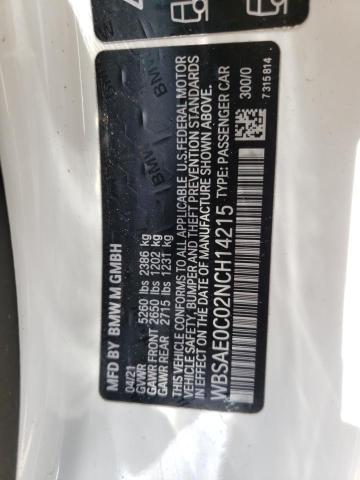 MFD BY BMW M GMBH
04/21
GVWR 5260 lbs 2386 kg
GAWR FRONT 2650 lbs 1202 kg
GAWR REAR 2715 lbs 1231 kg
THIS VEHICLE CONFORMS TO ALL APPLICABLE U.S. FEDERAL MOTOR
VEHICLE SAFETY, BUMPER AND THEFT PREVENTION STANDARDS
IN EFFECT ON THE DATE OF MANUFACTURE SHOWN ABOVE.
WBSAE0C02NCH14215 TYPE: PASSENGER CAR
300/0
7315814
BMW
BMW